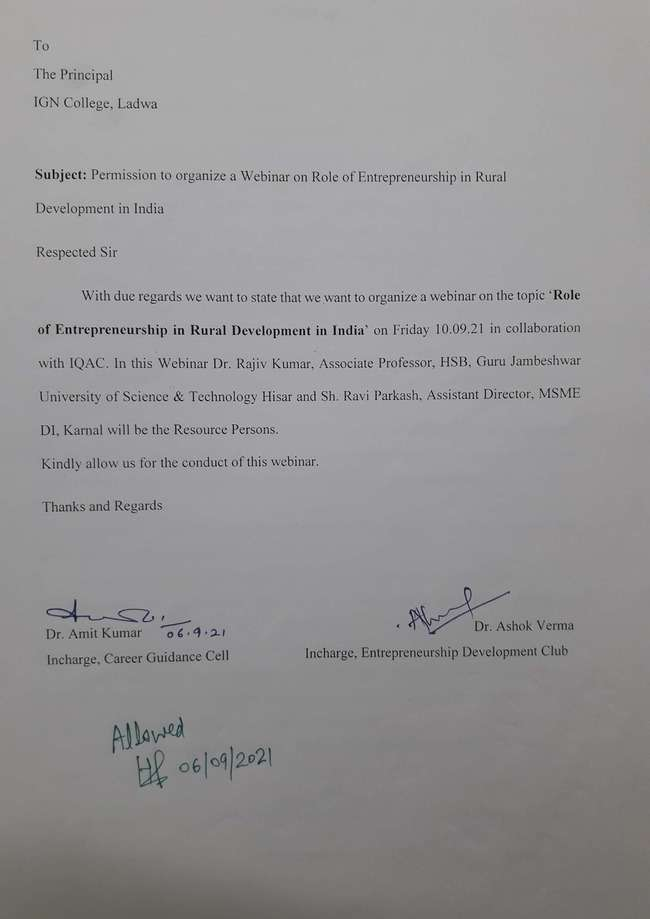 To
The Principal
IGN College, Ladwa
Subject: Permission to organize a Webinar on Role of Entrepreneurship in Rural
Development in India
Respected Sir
With due regards we want to state that we want to organize a webinar on the topic ‘Role
of Entrepreneurship in Rural Development in India’ on Friday 10.09.21 in collaboration
with IQAC. In this Webinar Dr. Rajiv Kumar, Associate Professor, HSB, Guru Jambeshwar
University of Science & Technology Hisar and Sh. Ravi Parkash, Assistant Director, MSME
DI, Karnal will be the Resource Persons.
Kindly allow us for the conduct of this webinar.
Thanks and Regards
Dr. Amit Kumar 06.9.21
Incharge, Career Guidance Cell
Dr. Ashok Verma
Incharge, Entrepreneurship Development Club
Allowed
06/09/2021